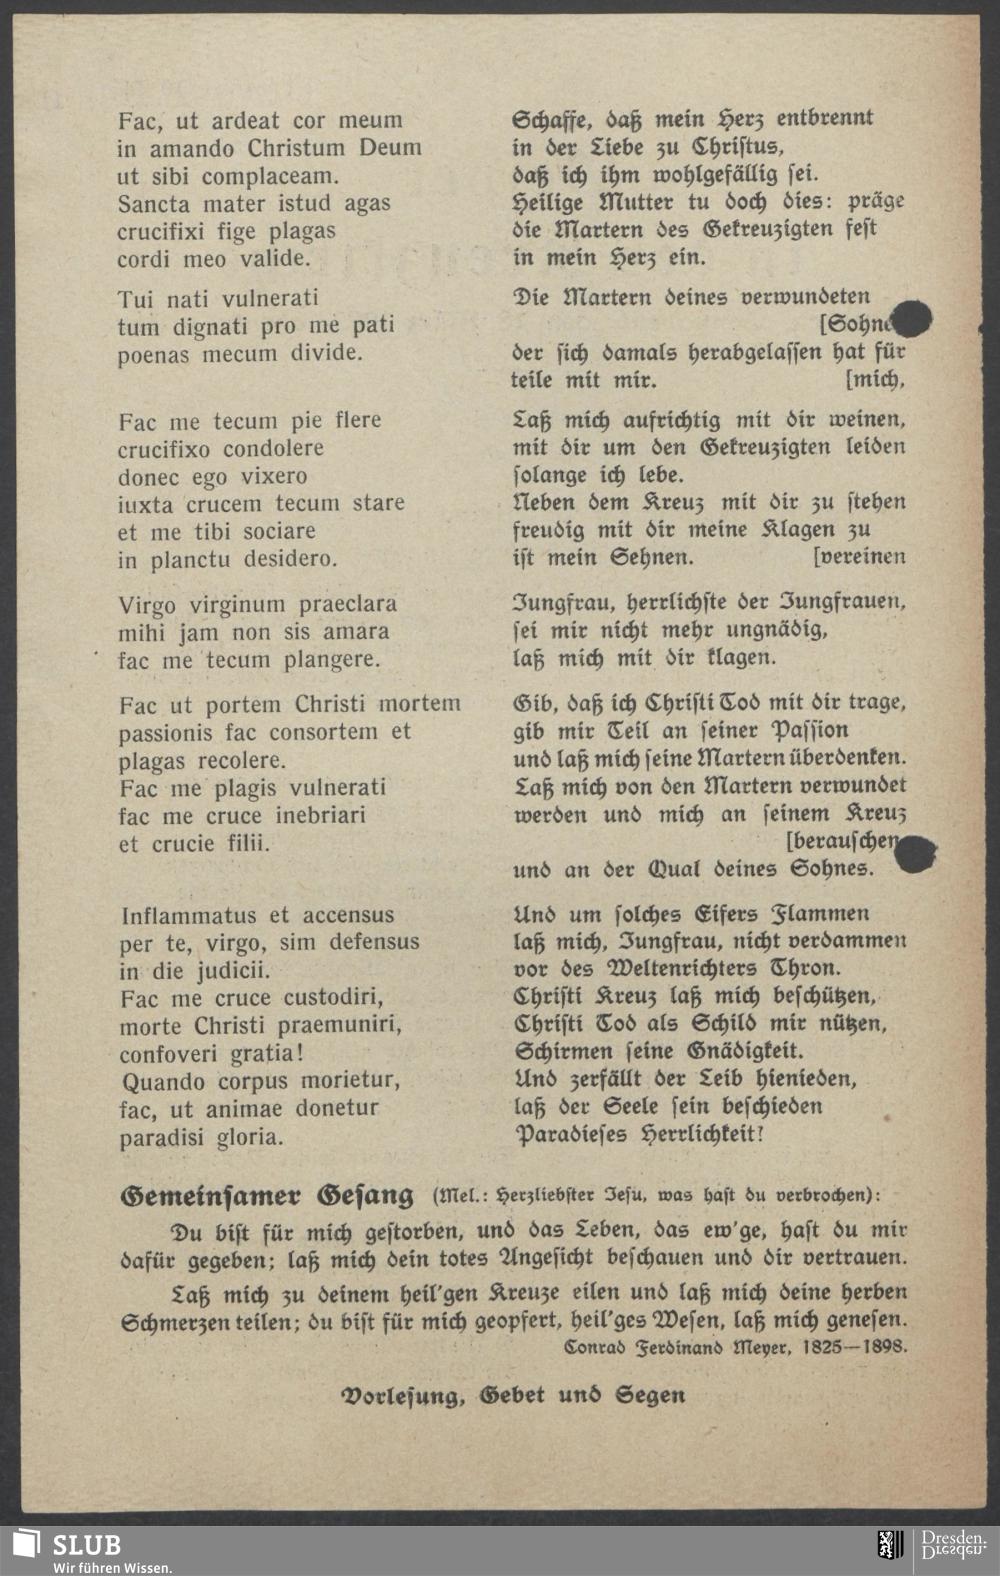 Fac, ut ardeat cor meum
in amando Christum Deum
ut sibi complaceam.
Sancta mater istud agas
crucifixi fige plagas
cordi meo valide.
Tui nati vulnerati
tum dignati pro me pati
poenas mecum divide.
Fac me tecum pie flere
crucifixo condolere
donec ego vixero
iuxta crucem tecum stare
et me tibi sociare
in planctu desidero.
Virgo virginum praeclara
mihi jam non sis amara
fac me tecum plangere.
Fac ut portem Christi mortem
passionis fac consortem et
plagas recolere.
Fac me plagis vulnerati
fac me cruce inebriari
et crucie filii.
Inflammatus et accensus
per te, virgo, sim defensus
in die judicii.
Fac me cruce custodiri,
morte Christi praemuniri,
confoveri gratia!
Quando corpus morietur,
fac, ut animae donetur
paradisi gloria.
Schaffe, daß mein Herz entbrennt
in der Liebe zu Christus,
daß ich ihm wohlgefällig sei.
Heilige Mutter tu doch dies: präge
die Martern des Gekreuzigten fest
in mein Herz ein.
Die Martern deines verwundeten
[Sohne
der sich damals herabgelassen hat für
teile mit mir. [mich,
Laß mich aufrichtig mit dir weinen,
mit dir um den Gekreuzigten leiden
solange ich lebe.
Neben dem Kreuz mit dir zu stehen
freudig mit dir meine Klagen zu
ist mein Sehnen. [vereinen
Jungfrau, herrlichste der Jungfrauen,
sei mir nicht mehr ungnädig,
laß mich mit dir klagen.
Gib, daß ich Christi Tod mit dir trage,
gib mir Teil an seiner Passion
und laß mich seine Martern überdenken.
Laß mich von den Martern verwundet
werden und mich an seinem Kreuz
[berauschen
und an der Qual deines Sohnes.
Und um solches Eifers Flammen
laß mich, Jungfrau, nicht verdammen
vor des Weltenrichters Thron.
Christi Kreuz laß mich beschützen,
Christi Tod als Schild mir nützen,
Schirmen seine Gnädigkeit.
Und zerfällt der Leib hienieden,
laß der Seele sein beschieden
Paradieses Herrlichkeit!
Gemeinsamer Gesang (Mel.: Herzliebster Jesu, was hast du verbrochen):
Du bist für mich gestorben, und das Leben, das ew'ge, hast du mir
dafür gegeben; laß mich dein totes Angesicht beschauen und dir vertrauen.
Laß mich zu deinem heil'gen Kreuze eilen und laß mich deine herben
Schmerzen teilen; du bist für mich geopfert, heil'ges Wesen, laß mich genesen.
Conrad Ferdinand Meyer, 1825—1898.
Vorlesung, Gebet und Segen
SLUB
Wir führen Wissen.
Dresden.
Dresden.